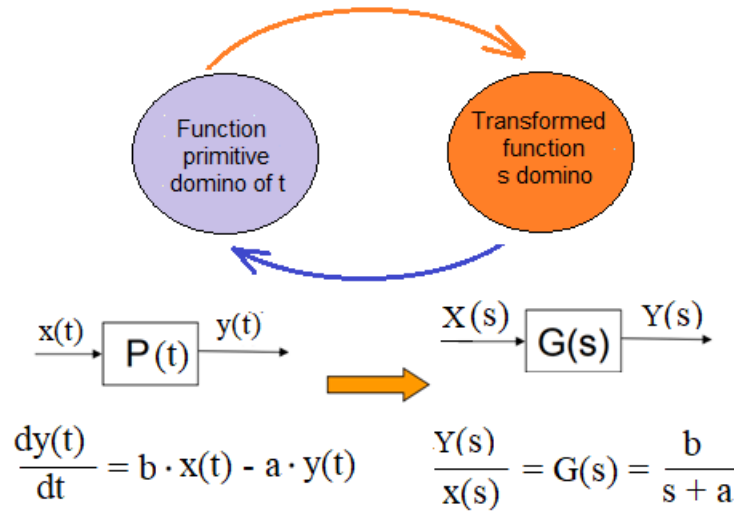 Function
primitive
domino of t
Transformed
function
s domino
x(t)
P(t)
y(t)
X(s)
G(s)
Y(s)
dy(t)
dt
= b · x(t) - a · y(t)
Y(s)
x(s)
= G(s) =
b
s + a